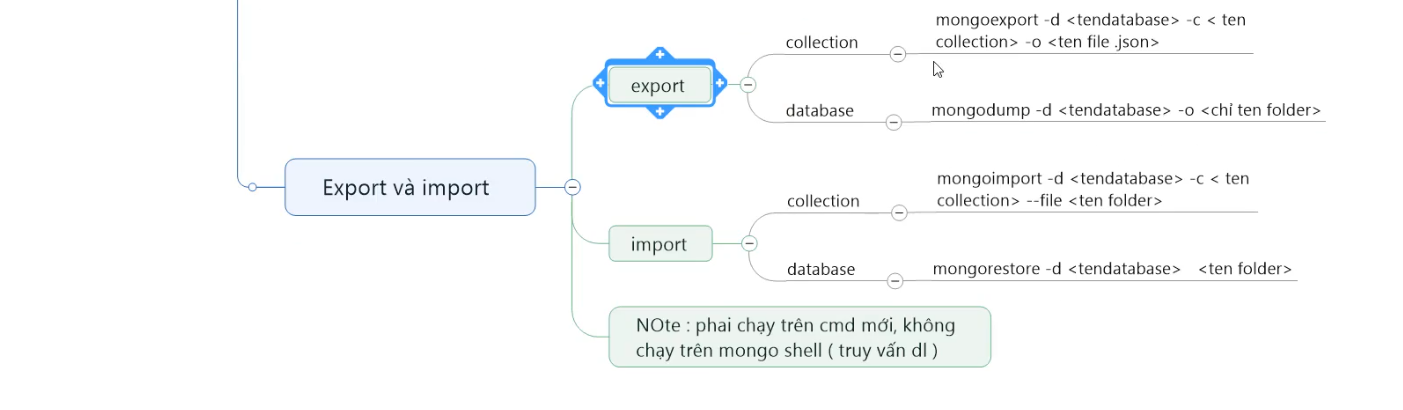 Export và import
export
collection
mongoexport -d <tendatabase> -c < ten
collection> -o <ten file .json>
database
mongodump -d <tendatabase> -o <chỉ ten folder>
import
collection
mongoimport -d <tendatabase> -c < ten
collection> --file <ten folder>
database
mongorestore -d <tendatabase>   <ten folder>
NOte : phai chạy trên cmd mới, không
chạy trên mongo shell ( truy vấn dl )